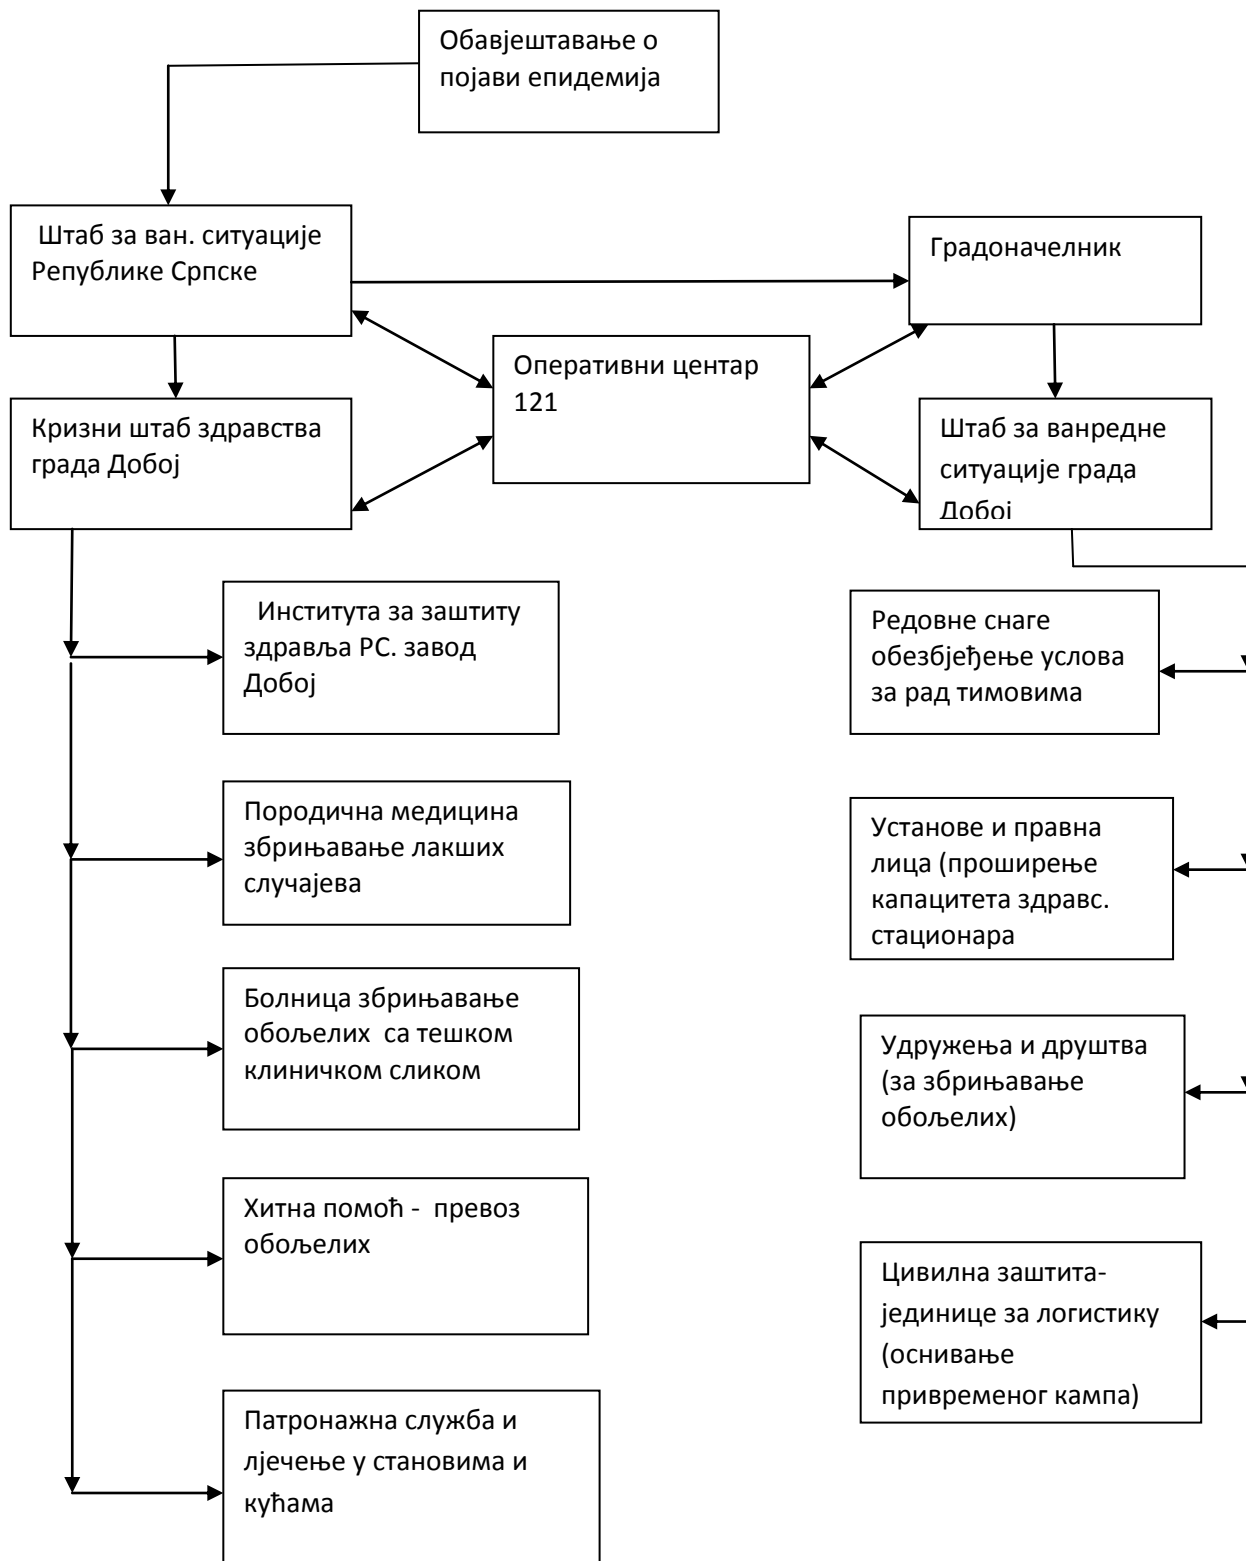 Обавјештавање о
појави епидемија
Штаб за ван. ситуације
Републике Српске
Градоначелник
Оперативни центар
121
Кризни штаб здравства
града Добој
Штаб за ванредне
ситуације града
Добој
Института за заштиту
здравља РС. завод
Добој
Редовне снаге
обезбјеђење услова
за рад тимовима
Породична медицина
збрињавање лакших
случајева
Установе и правна
лица (проширење
капацитета здравс.
стационара
Болница збрињавање
обољелих са тешком
клиничком сликом
Удружења и друштва
(за збрињавање
обољелих)
Хитна помоћ - превоз
обољелих
Цивилна заштита-
јединице за логистику
(оснивање
привременог кампа)
Патронажна служба и
лјечење у становима и
кућама